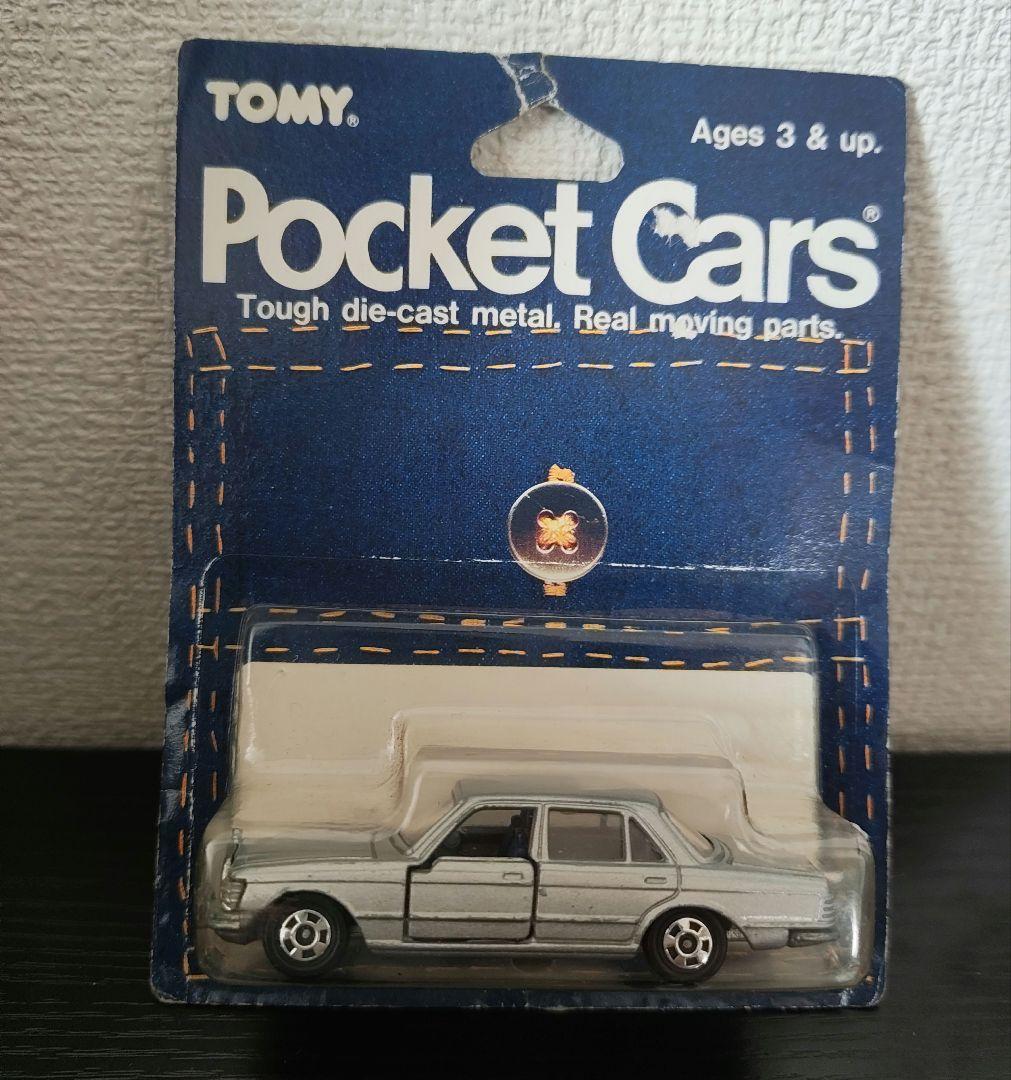 TOMY®
Ages 3 & up.
Pocket Cars®
Tough die-cast metal. Real moving parts.